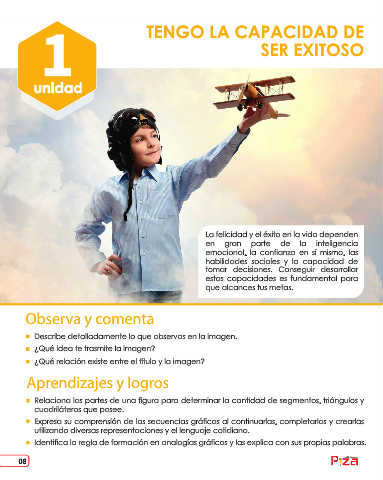 1
unidad
TENGO LA CAPACIDAD DE
SER EXITOSO
La felicidad y el éxito en la vida dependen
en gran parte de la inteligencia
emocional, la confianza en sí mismo, las
habilidades sociales y la capacidad de
tomar decisiones. Conseguir desarrollar
estas capacidades es fundamental para
que alcances tus metas.
Observa y comenta
Describe detalladamente lo que observas en la imagen.
¿Qué idea te trasmite la imagen?
¿Qué relación existe entre el título y la imagen?
Aprendizajes y logros
Relaciona las partes de una figura para determinar la cantidad de segmentos, triángulos y
cuadriláteros que posee.
Expresa su comprensión de las secuencias gráficas al continuarlas, completarlas y crearlas
utilizando diversas representaciones y el lenguaje cotidiano.
Identifica la regla de formación en analogías gráficas y las explica con sus propias palabras.
08